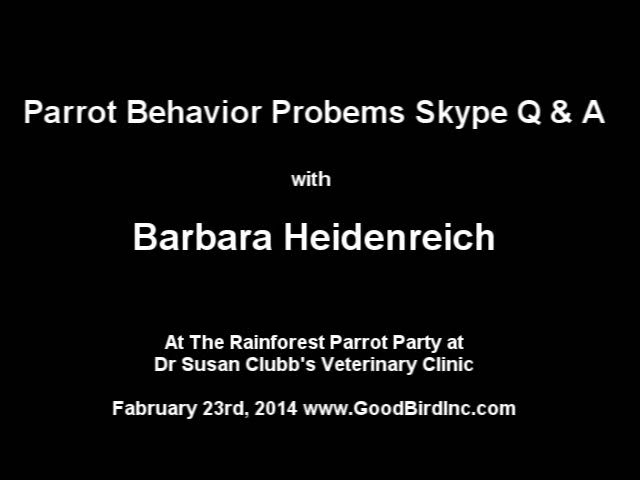 Parrot Behavior Probems Skype Q & A
with
Barbara Heidenreich
At The Rainforest Parrot Party at
Dr Susan Clubb's Veterinary Clinic
Fabruary 23rd, 2014 www.GoodBirdInc.com